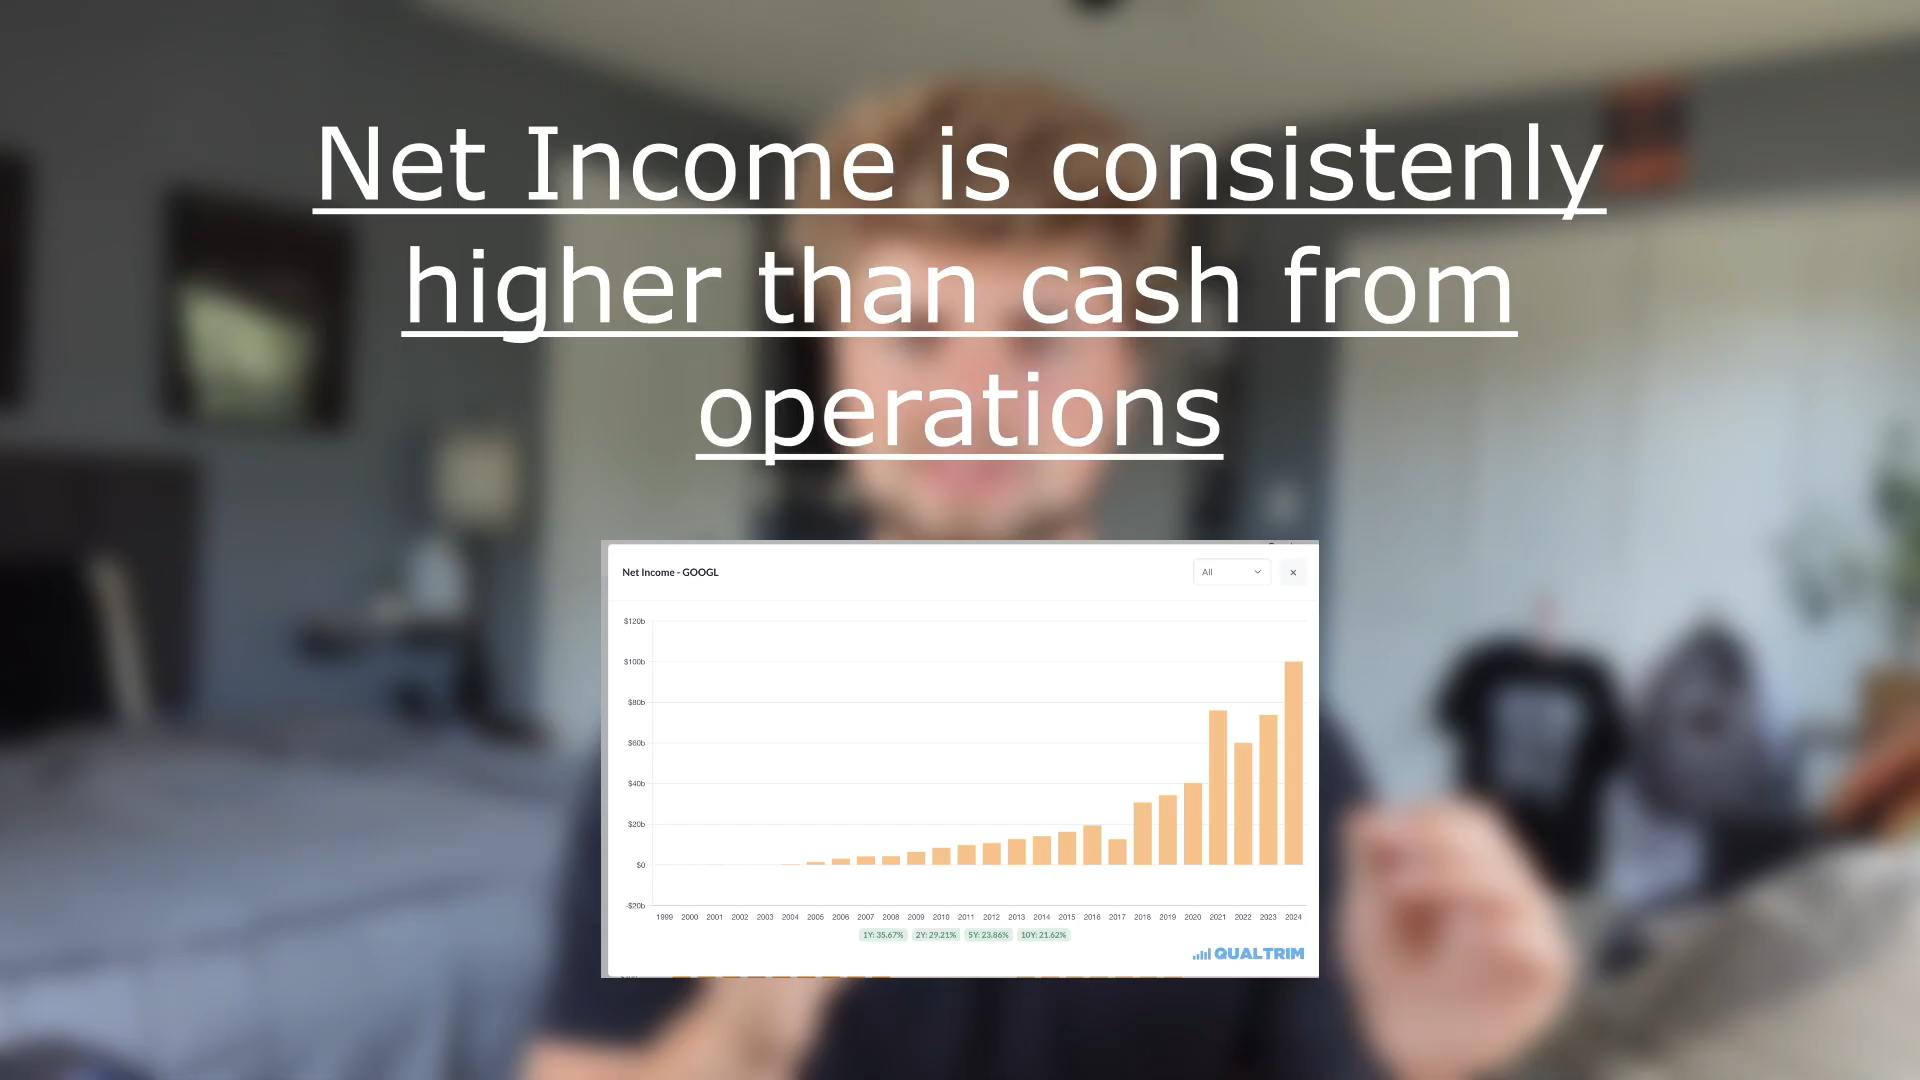 Net Income is consistenly
higher than cash from
operations
Net Income - GOOGL
All
×
$120b
$100b
$80b
$60b
$40b
$20b
$0
-$20b
1999 2000 2001 2002 2003 2004 2005 2006 2007 2008 2009 2010 2011 2012 2013 2014 2015 2016 2017 2018 2019 2020 2021 2022 2023 2024
1Y: 35.67% 2Y: 29.21% 5Y: 23.86% 10Y: 21.62%
QUALTRIM